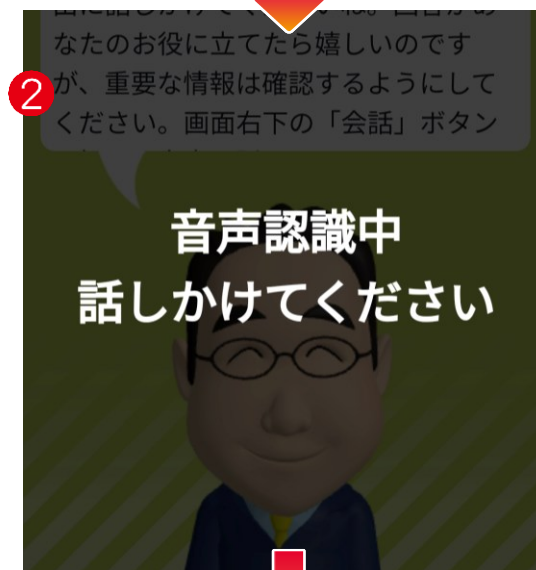 なたのお役に立てたら嬉しいのです
が、重要な情報は確認するようにして
ください。画面右下の「会話」ボタン
2
音声認識中
話しかけてください